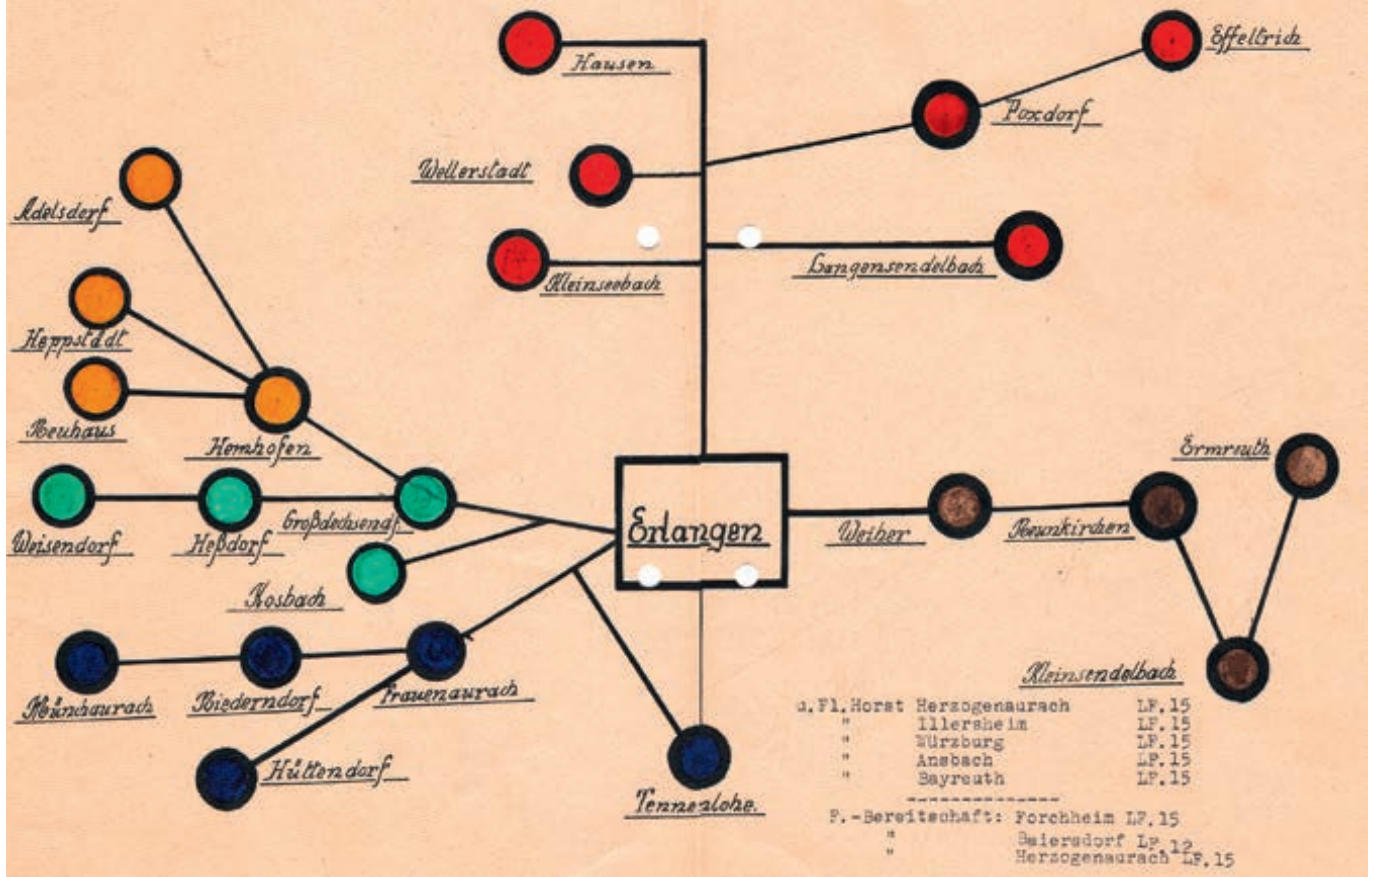 Effeltrich
Hausen
Poxdorf
Wellerstadt
Adelsdorf
Langensendelbach
Kleinseebach
Heppstädt
Neuhaus
Hemhofen
Ermreuth
Großdechsendf.
Erlangen
Weiher
Neunkirchen
Weisendorf
Heßdorf
Kosbach
Kleinsendelbach
Münchaurach
Niederndorf
Frauenaurach
u.Fl.Horst Herzogenaurach LF.15
" Illersheim LF.15
" Würzburg LF.15
" Ansbach LF.15
" Bayreuth LF.15
Hüttendorf
Tennenlohe.
F.-Bereitschaft: Forchheim LF.15
" Baiersdorf LF.12
" Herzogenaurach LF.15